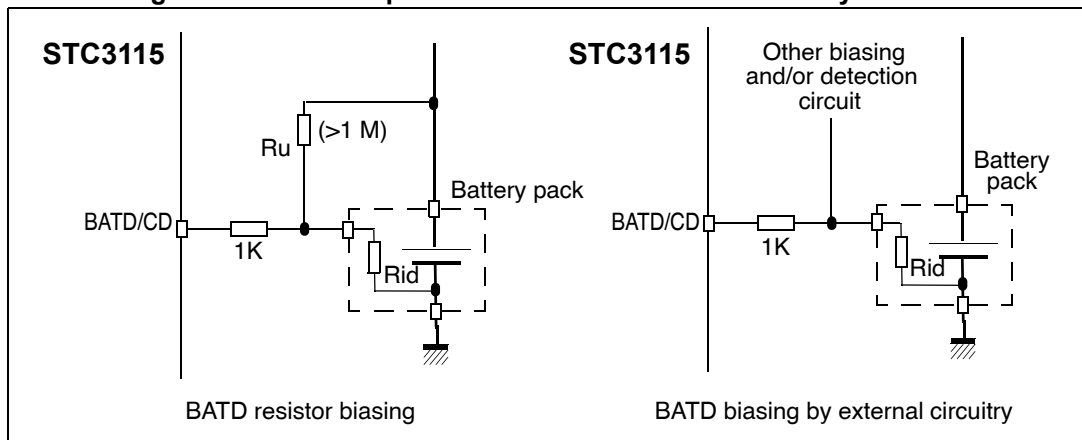 STC3115
Ru
(>1 M)
Battery pack
BATD/CD
1K
Rid
BATD resistor biasing
STC3115
Other biasing
and/or detection
circuit
Battery
pack
BATD/CD
1K
Rid
BATD biasing by external circuitry